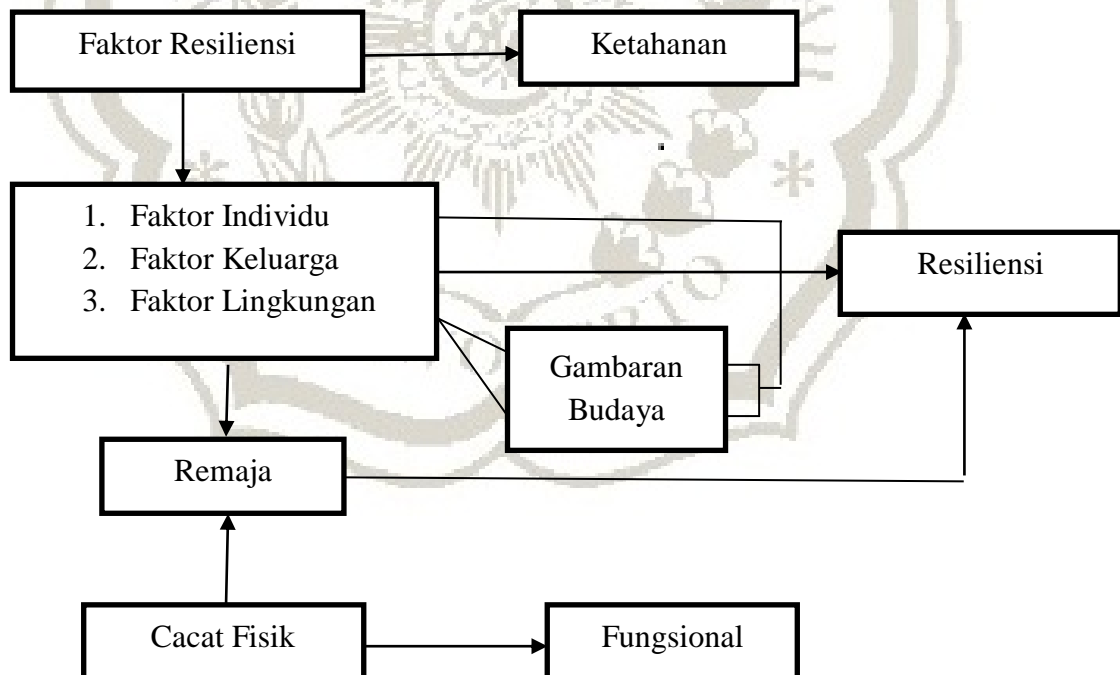 Faktor Resiliensi
Ketahanan
1. Faktor Individu
2. Faktor Keluarga
3. Faktor Lingkungan
Resiliensi
Gambaran
Budaya
Remaja
Cacat Fisik
Fungsional